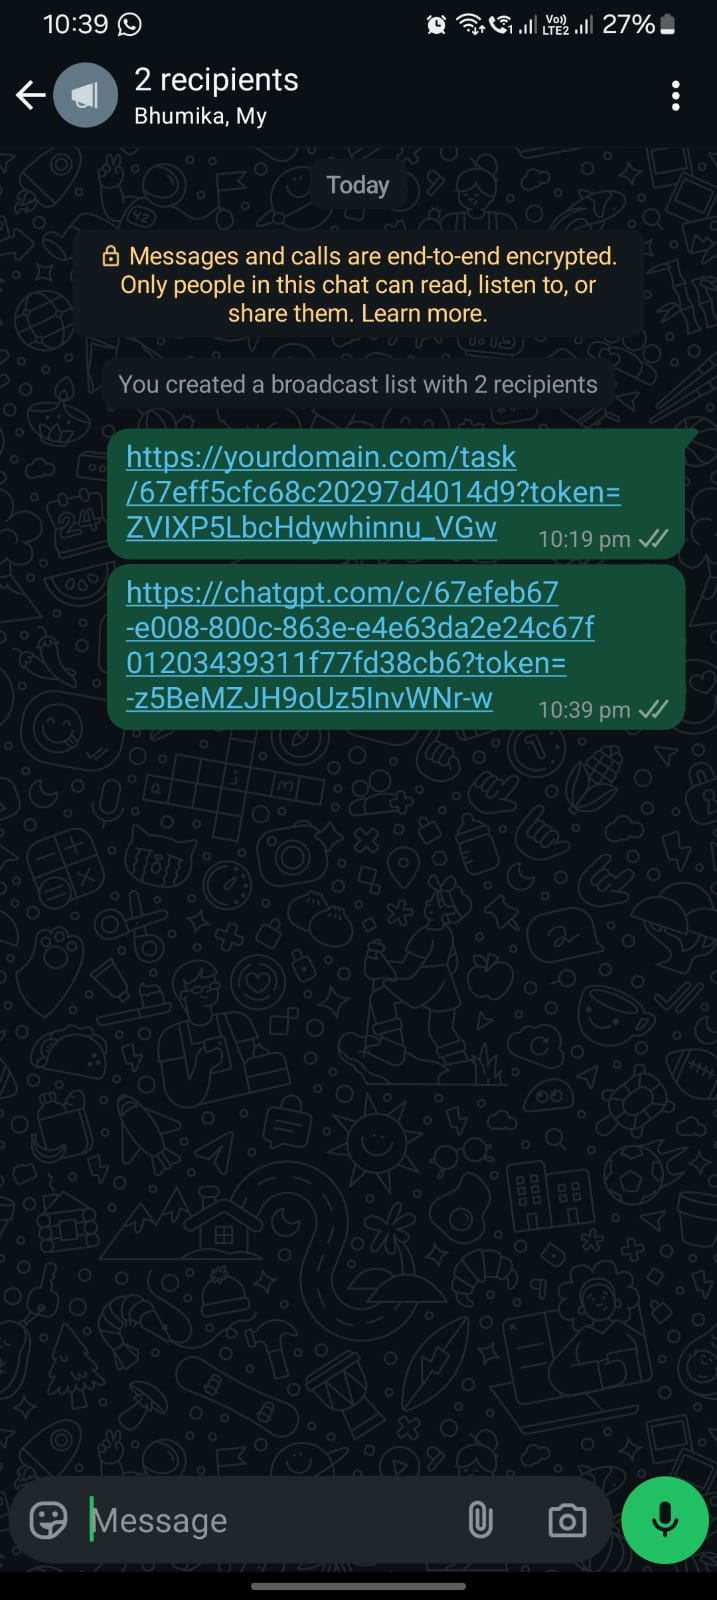 10:39
Vo)) LTE2 27%
2 recipients
Bhumika, My
Today
Messages and calls are end-to-end encrypted.
Only people in this chat can read, listen to, or
share them. Learn more.
You created a broadcast list with 2 recipients
https://yourdomain.com/task
/67eff5cfc68c20297d4014d9?token=
ZVIXP5LbcHdywhinnu_VGw
10:19 pm
https://chatgpt.com/c/67efeb67
-e008-800c-863e-e4e63da2e24c67f
01203439311f77fd38cb6?token=
-z5BeMZJH9oUz5InvWNr-w
10:39 pm
Message